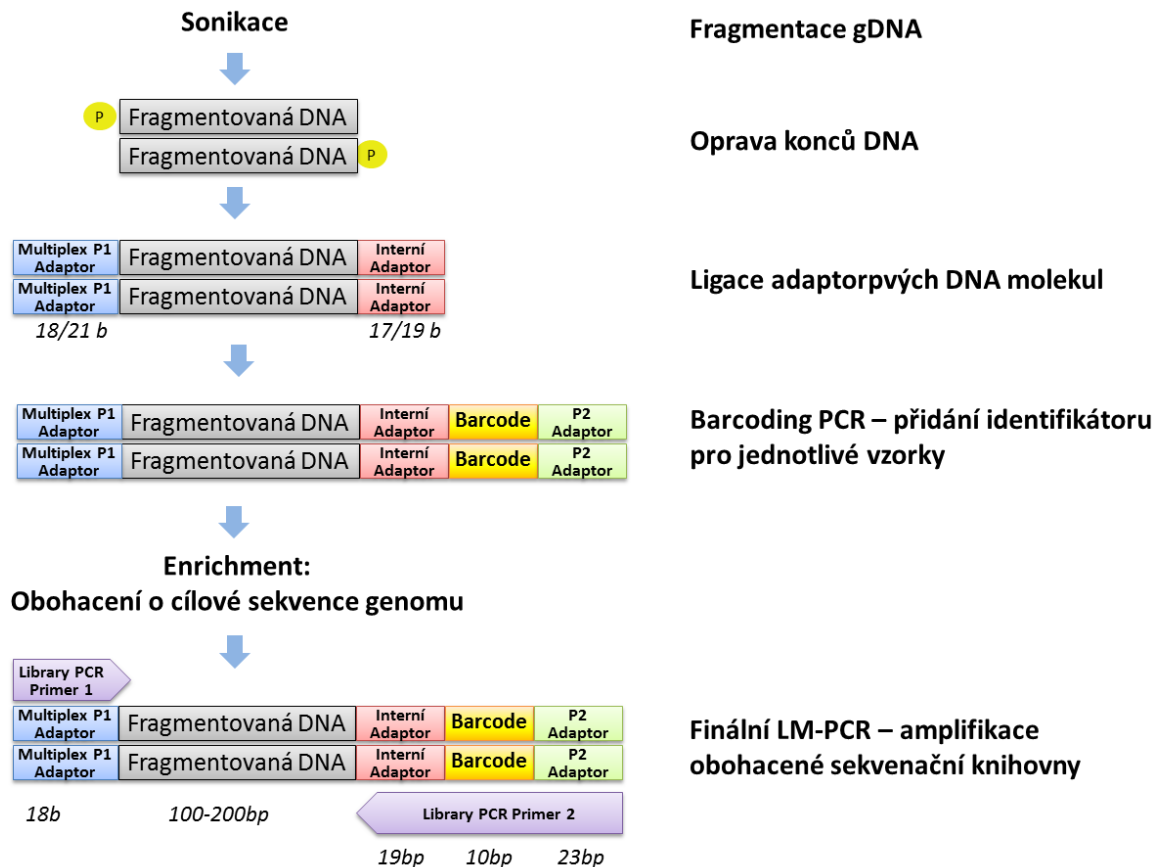 Sonikace
Fragmentace gDNA
P
Fragmentovaná DNA
Fragmentovaná DNA
P
Oprava konců DNA
Multiplex P1
Adaptor
Fragmentovaná DNA
Interní
Adaptor
Multiplex P1
Adaptor
Fragmentovaná DNA
Interní
Adaptor
18/21 b
17/19 b
Ligace adaptorpvých DNA molekul
Multiplex P1
Adaptor
Fragmentovaná DNA
Interní
Adaptor
Barcode
P2
Adaptor
Multiplex P1
Adaptor
Fragmentovaná DNA
Interní
Adaptor
Barcode
P2
Adaptor
Barcoding PCR – přidání identifikátoru
pro jednotlivé vzorky
Enrichment:
Obohacení o cílové sekvence genomu
Library PCR
Primer 1
Multiplex P1
Adaptor
Fragmentovaná DNA
Interní
Adaptor
Barcode
P2
Adaptor
Multiplex P1
Adaptor
Fragmentovaná DNA
Interní
Adaptor
Barcode
P2
Adaptor
Finální LM-PCR – amplifikace
obohacené sekvenační knihovny
18b
100-200bp
Library PCR Primer 2
19bp
10bp
23bp